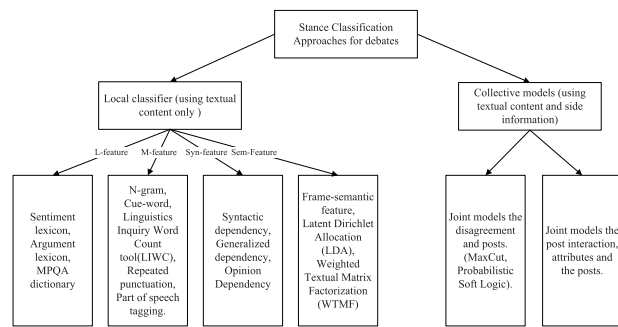 Stance Classification
Approaches for debates
Local classifier (using textual
content only )
Collective models (using
textual content and side
information)
L-feature
M-feature
Syn-feature
Sem-Feature
Sentiment
lexicon,
Argument
lexicon,
MPQA
dictionary
N-gram,
Cue-word,
Linguistics
Inquiry Word
Count
tool(LIWC),
Repeated
punctuation,
Part of speech
tagging.
Syntactic
dependency,
Generalized
dependency,
Opinion
Dependency
Frame-semantic
feature,
Latent Dirichlet
Allocation
(LDA),
Weighted
Textual Matrix
Factorization
(WTMF)
Joint models the
disagreement
and posts.
(MaxCut,
Probabilistic
Soft Logic).
Joint models the
post interaction,
attributes and
the posts.